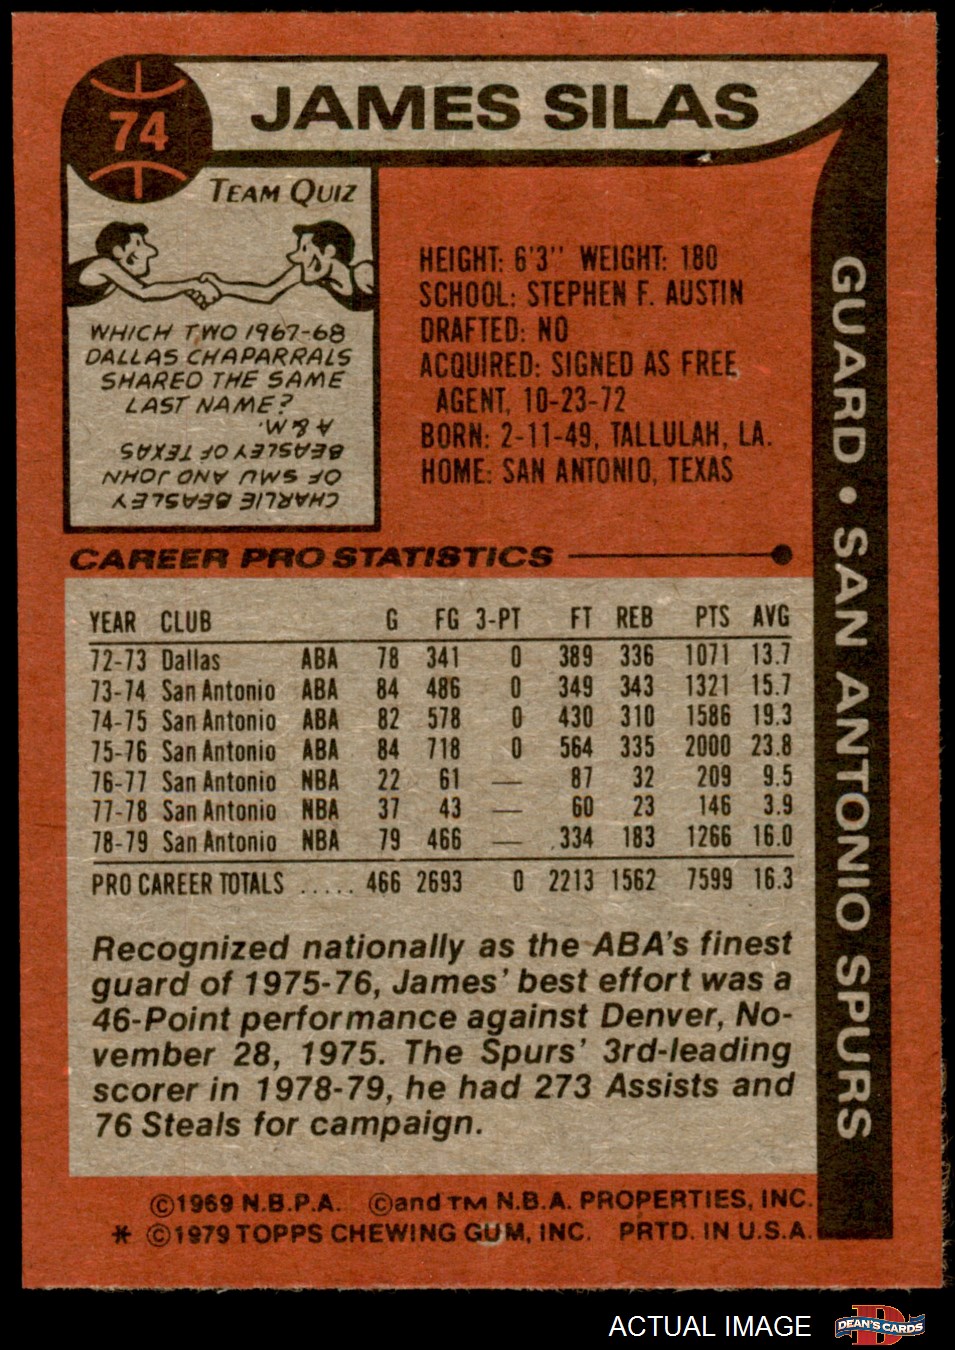 74
JAMES SILAS
TEAM QUIZ
WHICH TWO 1967-68
DALLAS CHAPARRALS
SHARED THE SAME
LAST NAME?
CHARLIE BEASLEY
OF SMU AND JOHN
BEASLEY OF TEXAS
A & M.
HEIGHT: 6'3'' WEIGHT: 180
SCHOOL: STEPHEN F. AUSTIN
DRAFTED: NO
ACQUIRED: SIGNED AS FREE
AGENT, 10-23-72
BORN: 2-11-49, TALLULAH, LA.
HOME: SAN ANTONIO, TEXAS
GUARD • SAN ANTONIO SPURS
CAREER PRO STATISTICS
YEAR CLUB G FG 3-PT FT REB PTS AVG
72-73 Dallas ABA 78 341 0 389 336 1071 13.7
73-74 San Antonio ABA 84 486 0 349 343 1321 15.7
74-75 San Antonio ABA 82 578 0 430 310 1586 19.3
75-76 San Antonio ABA 84 718 0 564 335 2000 23.8
76-77 San Antonio NBA 22 61 — 87 32 209 9.5
77-78 San Antonio NBA 37 43 — 60 23 146 3.9
78-79 San Antonio NBA 79 466 — 334 183 1266 16.0
PRO CAREER TOTALS ..... 466 2693 0 2213 1562 7599 16.3
Recognized nationally as the ABA's finest
guard of 1975-76, James' best effort was a
46-Point performance against Denver, No-
vember 28, 1975. The Spurs' 3rd-leading
scorer in 1978-79, he had 273 Assists and
76 Steals for campaign.
©1969 N.B.P.A. ©and TM N.B.A. PROPERTIES, INC.
* ©1979 TOPPS CHEWING GUM, INC. PRTD. IN U.S.A.
ACTUAL IMAGE
D
DEAN'S CARDS